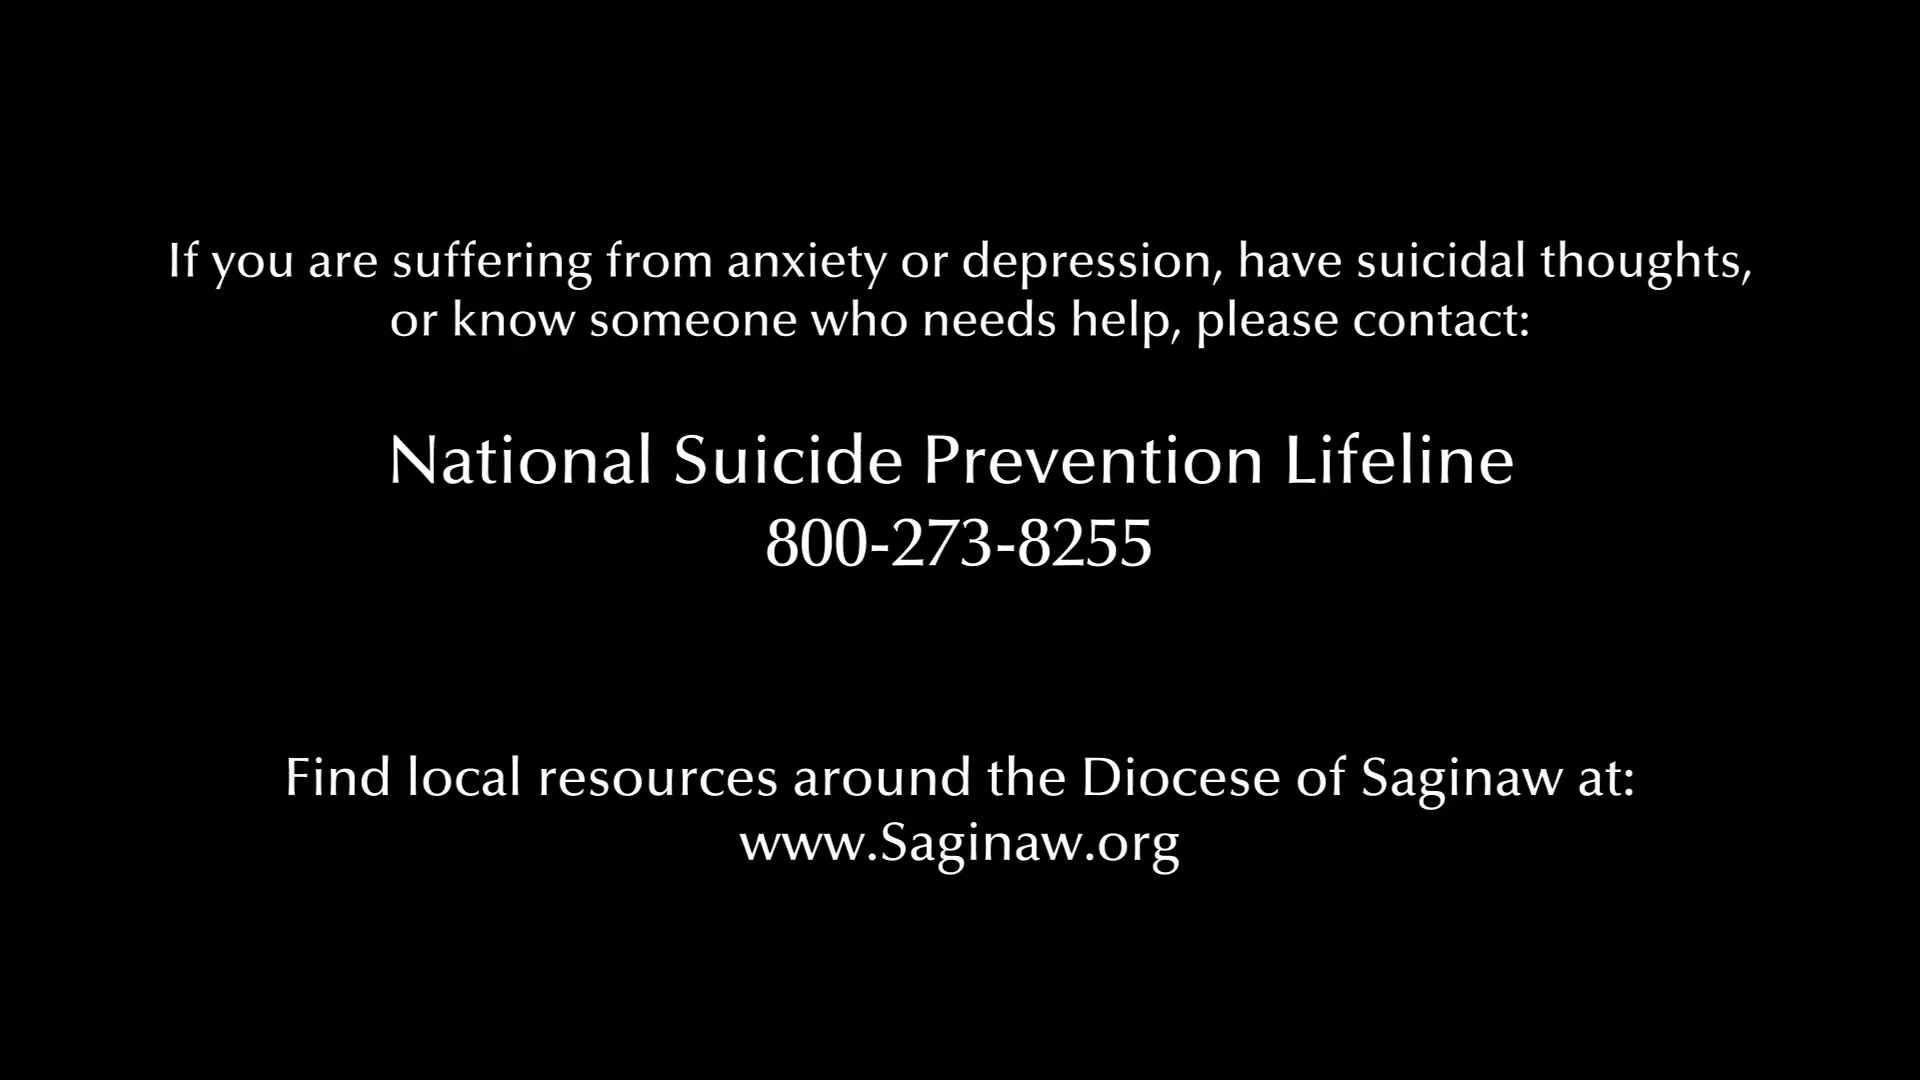 If you are suffering from anxiety or depression, have suicidal thoughts,
or know someone who needs help, please contact:
National Suicide Prevention Lifeline
800-273-8255
Find local resources around the Diocese of Saginaw at:
www.Saginaw.org